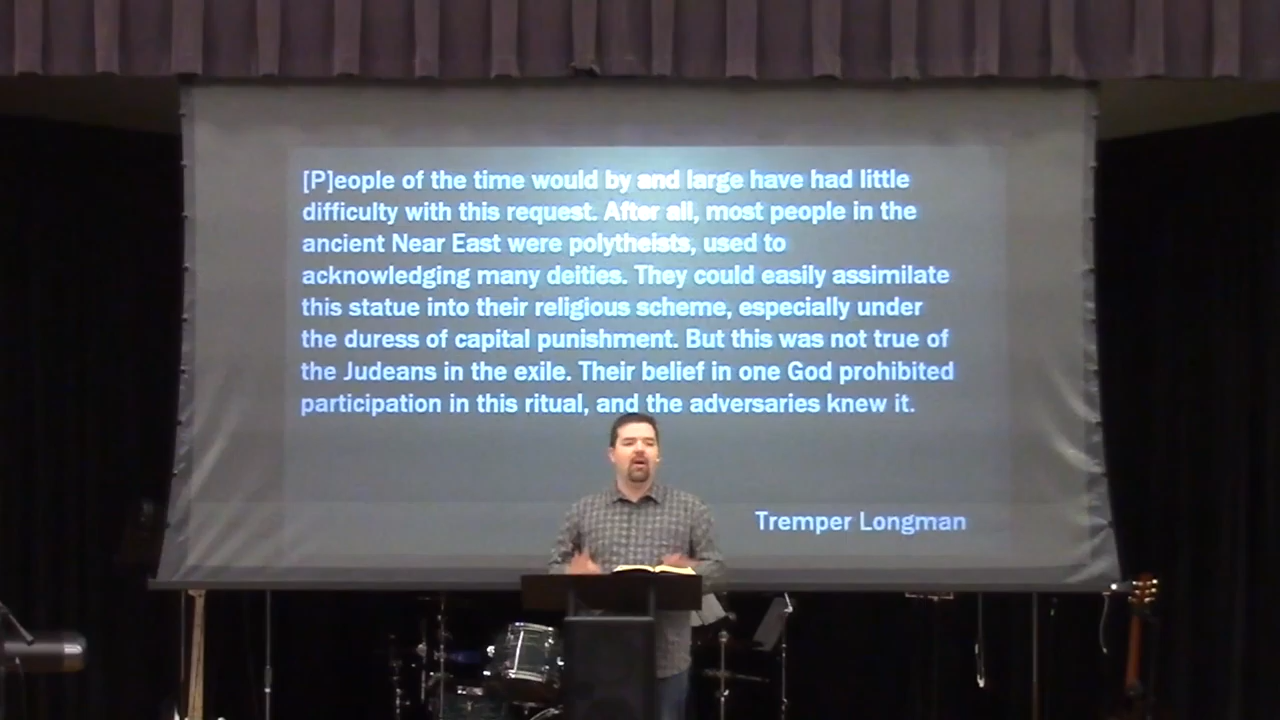 [P]eople of the time would by and large have had little
difficulty with this request. After all, most people in the
ancient Near East were polytheists, used to
acknowledging many deities. They could easily assimilate
this statue into their religious scheme, especially under
the duress of capital punishment. But this was not true of
the Judeans in the exile. Their belief in one God prohibited
participation in this ritual, and the adversaries knew it.
Tremper Longman